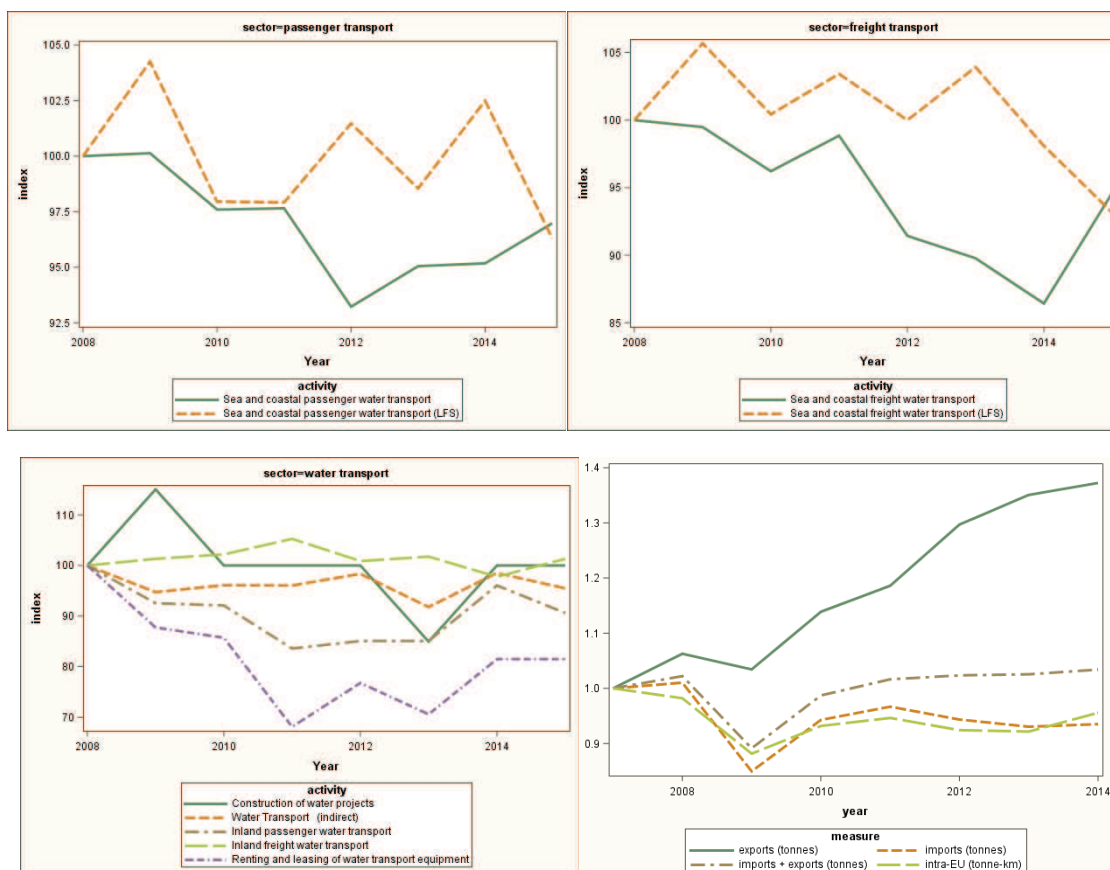 sector=passenger transport
105.0
102.5
100.0
97.5
95.0
92.5
index
2008 2010 2012 2014
Year
activity
Sea and coastal passenger water transport
Sea and coastal passenger water transport (LFS)
sector=freight transport
105
100
95
90
85
index
2008 2010 2012 2014
Year
activity
Sea and coastal freight water transport
Sea and coastal freight water transport (LFS)
sector=water transport
110
100
90
80
70
index
2008 2010 2012 2014
Year
activity
Construction of water projects
Water Transport (indirect)
Inland passenger water transport
Inland freight water transport
Renting and leasing of water transport equipment
1.4
1.3
1.2
1.1
1.0
0.9
2008 2010 2012 2014
year
measure
exports (tonnes) imports (tonnes)
imports + exports (tonnes) intra-EU (tonne-km)